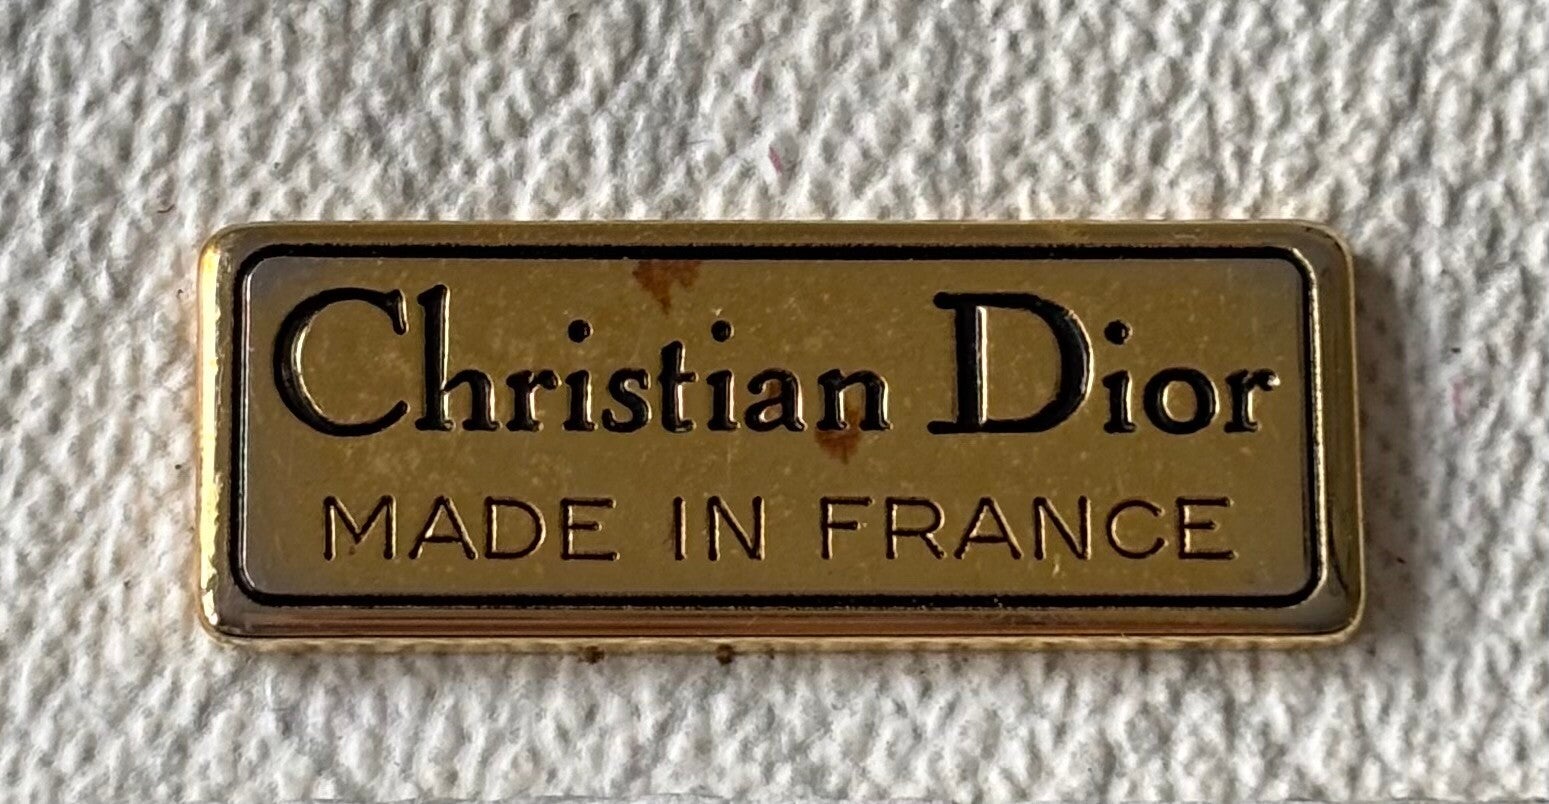 Christian Dior
MADE IN FRANCE